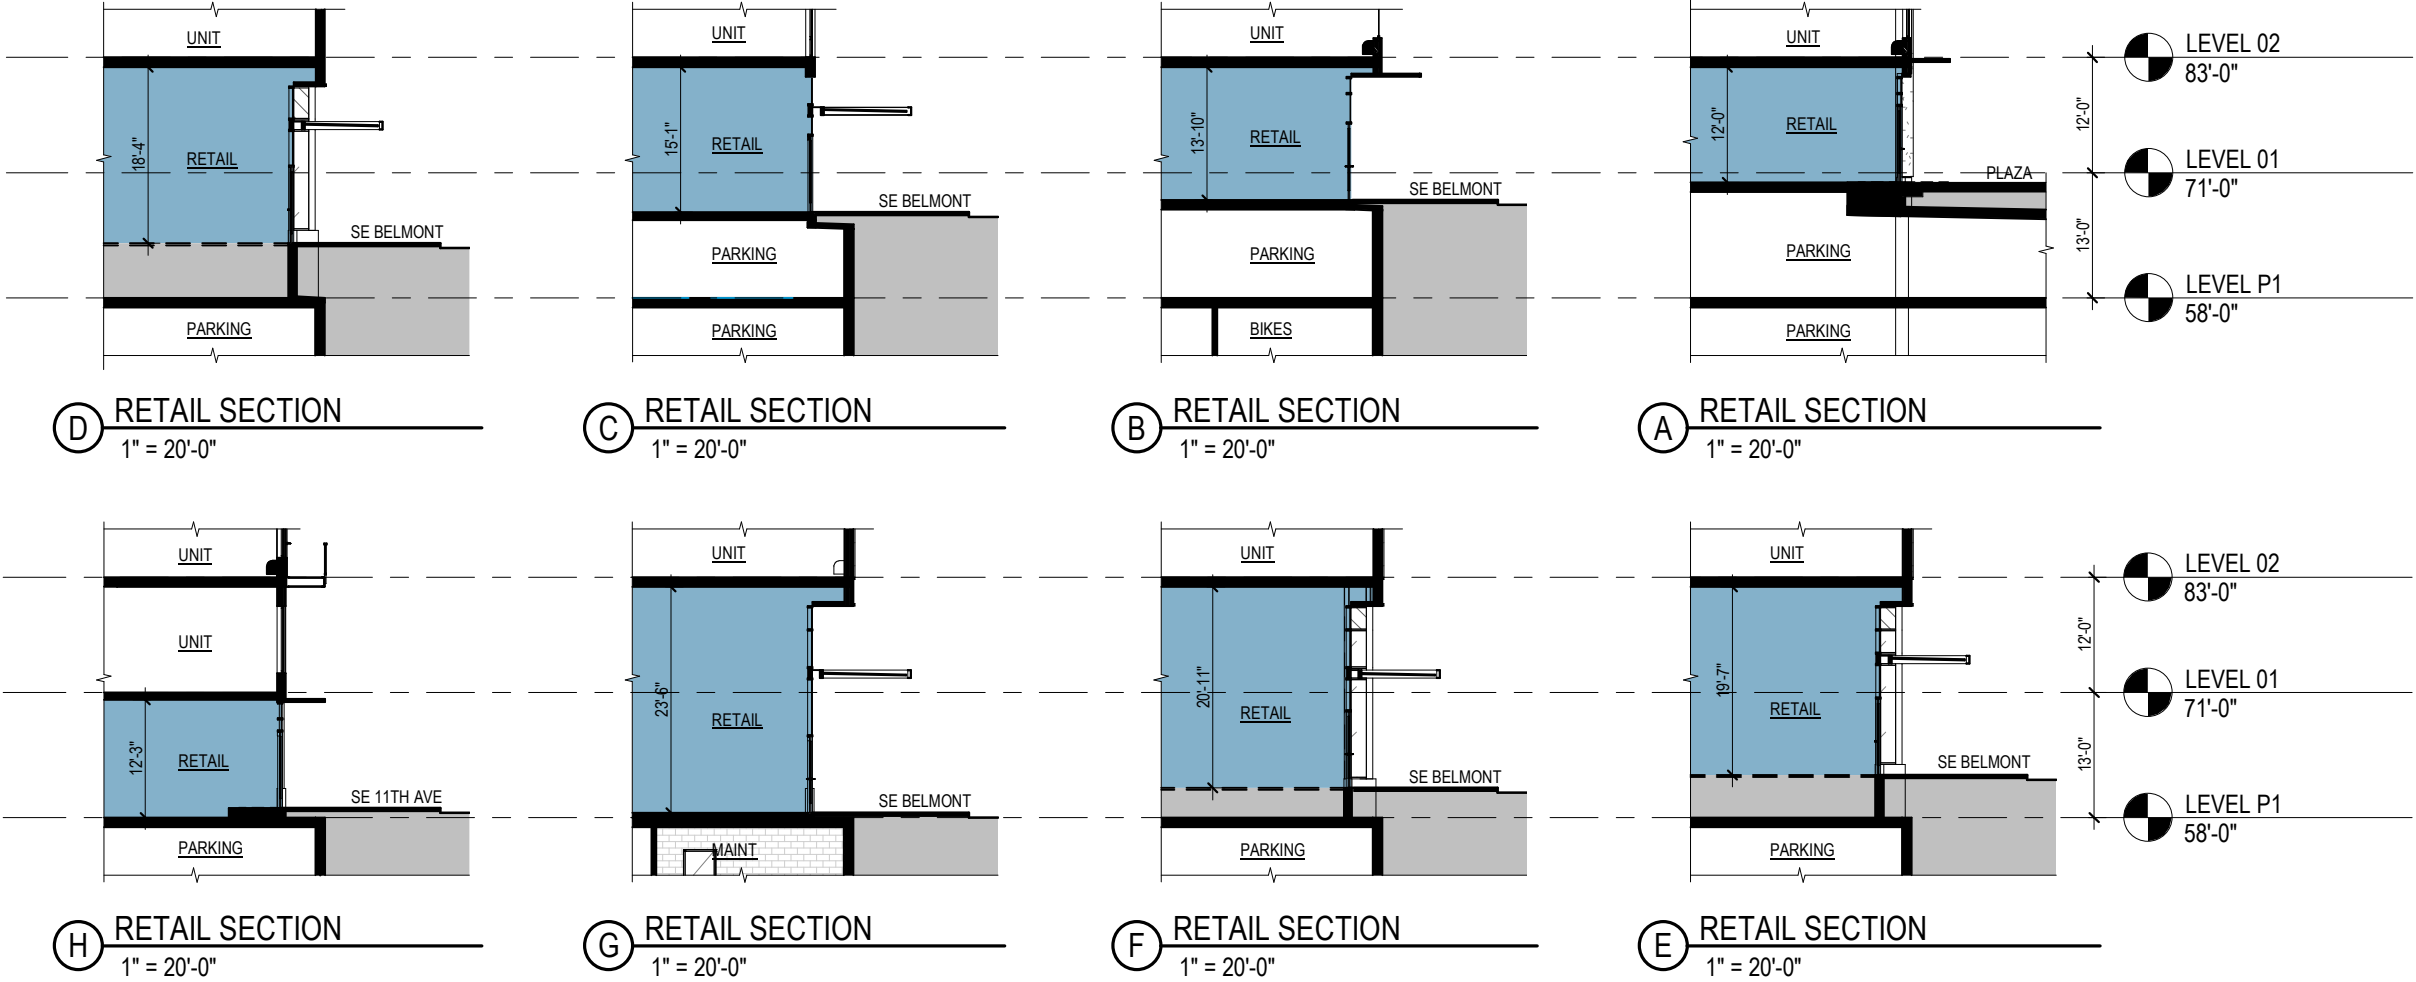 UNIT
18'-4"
RETAIL
SE BELMONT
PARKING
D RETAIL SECTION
1" = 20'-0"
UNIT
15'-1"
RETAIL
SE BELMONT
PARKING
PARKING
C RETAIL SECTION
1" = 20'-0"
UNIT
13'-10"
RETAIL
SE BELMONT
PARKING
BIKES
B RETAIL SECTION
1" = 20'-0"
UNIT
12'-0"
RETAIL
PLAZA
PARKING
PARKING
A RETAIL SECTION
1" = 20'-0"
LEVEL 02
83'-0"
12'-0"
LEVEL 01
71'-0"
13'-0"
LEVEL P1
58'-0"
UNIT
UNIT
12'-3"
RETAIL
SE 11TH AVE
PARKING
H RETAIL SECTION
1" = 20'-0"
UNIT
23'-6"
RETAIL
SE BELMONT
MAINT
G RETAIL SECTION
1" = 20'-0"
UNIT
20'-11"
RETAIL
SE BELMONT
PARKING
F RETAIL SECTION
1" = 20'-0"
UNIT
19'-7"
RETAIL
SE BELMONT
PARKING
E RETAIL SECTION
1" = 20'-0"
LEVEL 02
83'-0"
12'-0"
LEVEL 01
71'-0"
13'-0"
LEVEL P1
58'-0"